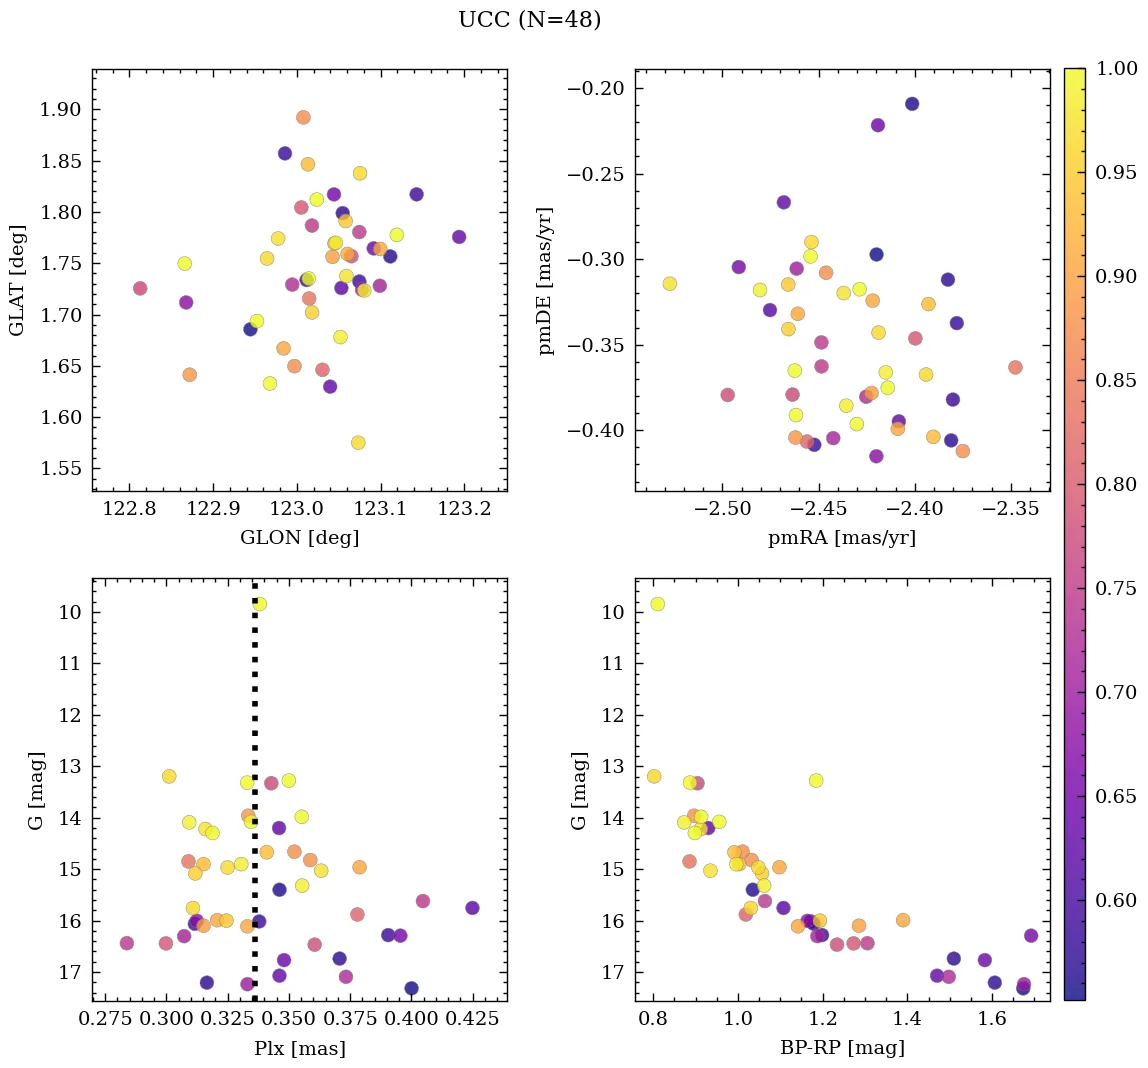 UCC (N=48)
1.90
1.85
1.80
1.75
1.70
1.65
1.60
1.55
GLAT [deg]
122.8 122.9 123.0 123.1 123.2
GLON [deg]
−0.20
−0.25
−0.30
−0.35
−0.40
pmDE [mas/yr]
−2.50 −2.45 −2.40 −2.35
pmRA [mas/yr]
10
11
12
13
14
15
16
17
G [mag]
0.275 0.300 0.325 0.350 0.375 0.400 0.425
Plx [mas]
10
11
12
13
14
15
16
17
G [mag]
0.8 1.0 1.2 1.4 1.6
BP-RP [mag]
1.00
0.95
0.90
0.85
0.80
0.75
0.70
0.65
0.60